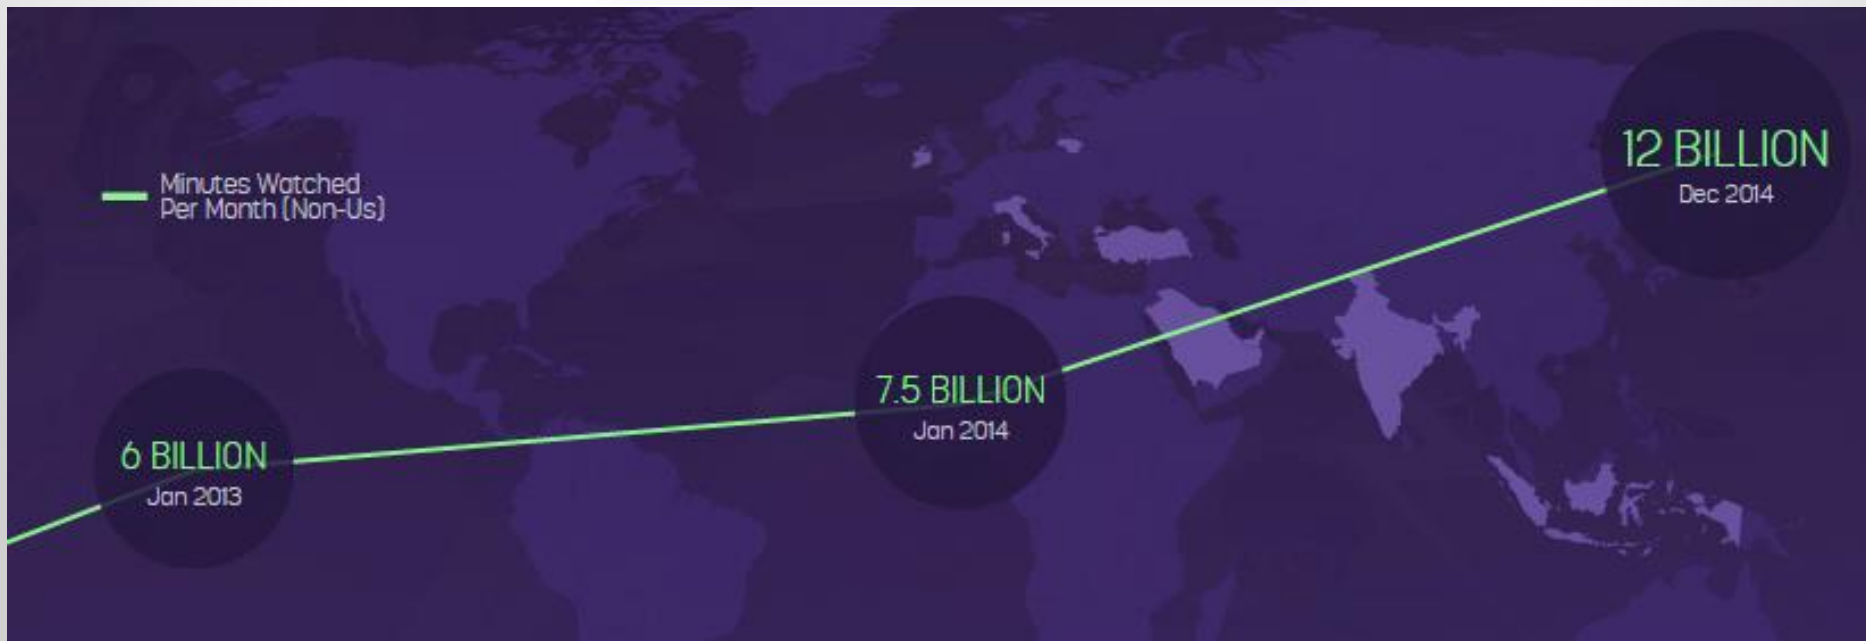 Minutes Watched
Per Month (Non-Us)
6 BILLION
Jan 2013
7.5 BILLION
Jan 2014
12 BILLION
Dec 2014